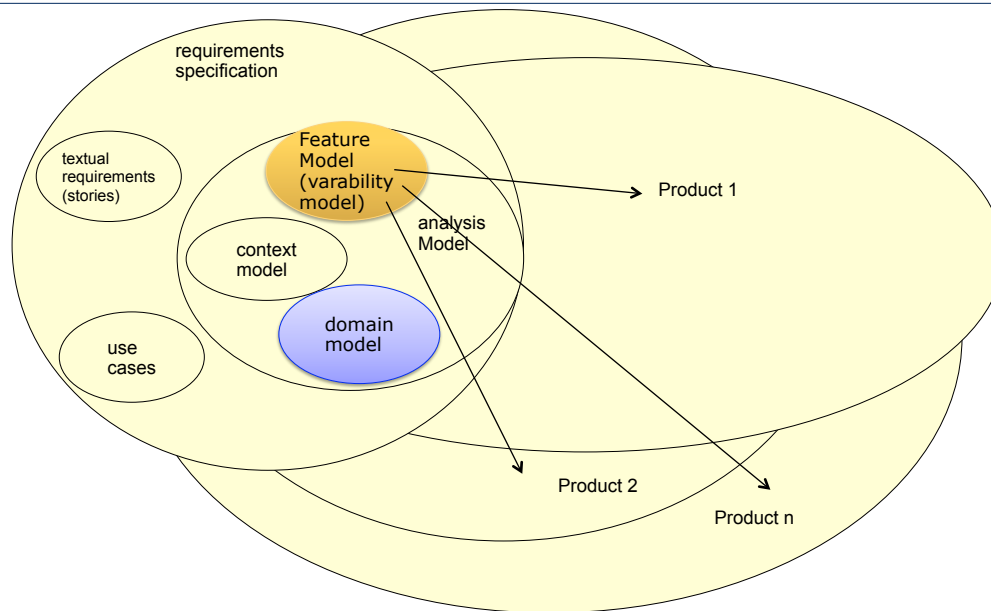 requirements
specification
textual
requirements
(stories)
Feature
Model
(varability
model)
Product 1
analysis
Model
context
model
domain
model
use
cases
Product 2
Product n